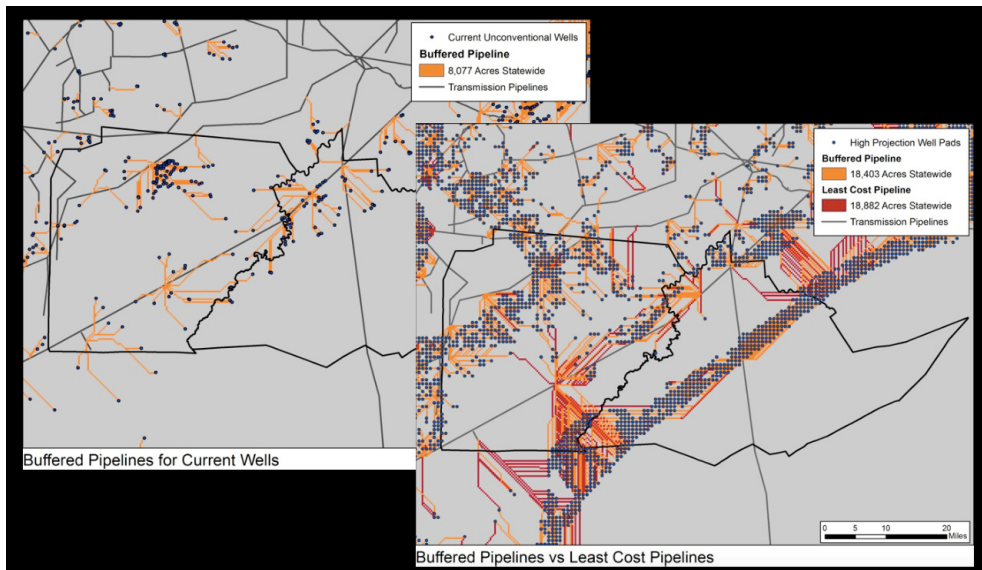 Current Unconventional Wells
Buffered Pipeline
8,077 Acres Statewide
Transmission Pipelines
Buffered Pipelines for Current Wells
High Projection Well Pads
Buffered Pipeline
18,403 Acres Statewide
Least Cost Pipeline
18,882 Acres Statewide
Transmission Pipelines
0 5 10 20
Miles
Buffered Pipelines vs Least Cost Pipelines